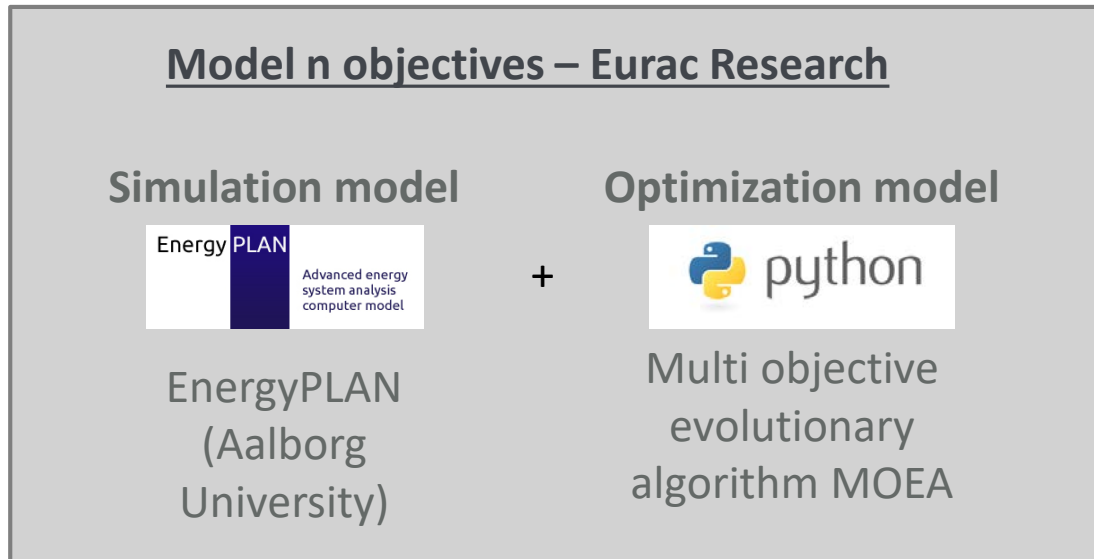 Model n objectives – Eurac Research
Simulation model
Energy PLAN
Advanced energy
system analysis
computer model
EnergyPLAN
(Aalborg
University)
+
Optimization model
python
Multi objective
evolutionary
algorithm MOEA